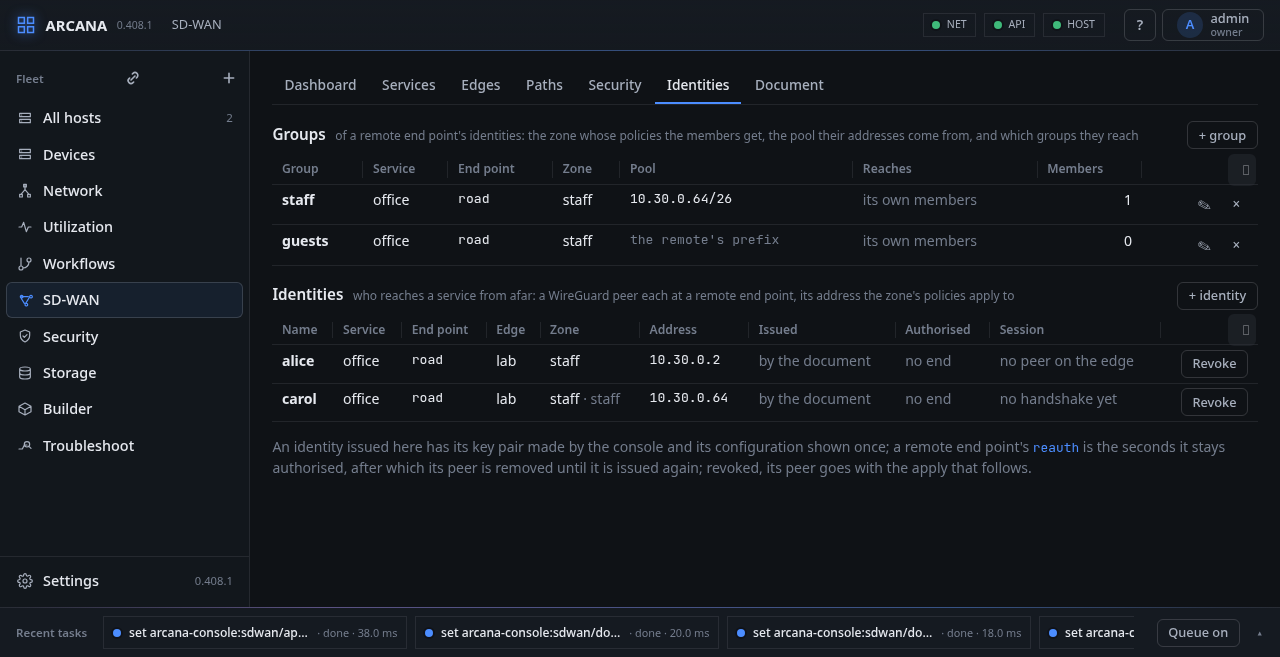 ARCANA 0.408.1 SD-WAN NET API HOST ? A admin owner
Fleet
All hosts 2
Devices
Network
Utilization
Workflows
SD-WAN
Security
Storage
Builder
Troubleshoot
Settings 0.408.1
Dashboard Services Edges Paths Security Identities Document
Groups of a remote end point's identities: the zone whose policies the members get, the pool their addresses come from, and which groups they reach + group
Group Service End point Zone Pool Reaches Members
staff office road staff 10.30.0.64/26 its own members 1 ✎ ×
guests office road staff the remote's prefix its own members 0 ✎ ×
Identities who reaches a service from afar: a WireGuard peer each at a remote end point, its address the zone's policies apply to + identity
Name Service End point Edge Zone Address Issued Authorised Session
alice office road lab staff 10.30.0.2 by the document no end no peer on the edge Revoke
carol office road lab staff · staff 10.30.0.64 by the document no end no handshake yet Revoke
An identity issued here has its key pair made by the console and its configuration shown once; a remote end point's reauth is the seconds it stays
authorised, after which its peer is removed until it is issued again; revoked, its peer goes with the apply that follows.
Recent tasks set arcana-console:sdwan/ap... · done · 38.0 ms set arcana-console:sdwan/do... · done · 20.0 ms set arcana-console:sdwan/do... · done · 18.0 ms set arcana-c Queue on